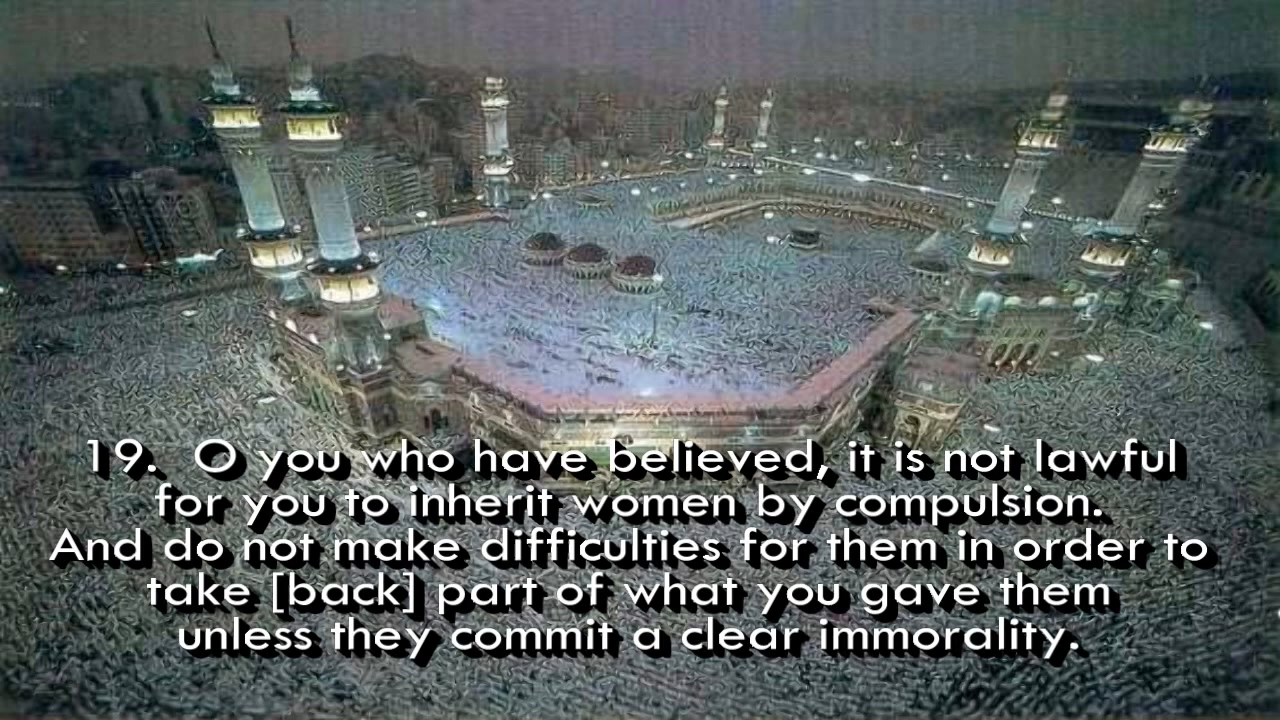 19. O you who have believed, it is not lawful
for you to inherit women by compulsion.
And do not make difficulties for them in order to
take [back] part of what you gave them
unless they commit a clear immorality.